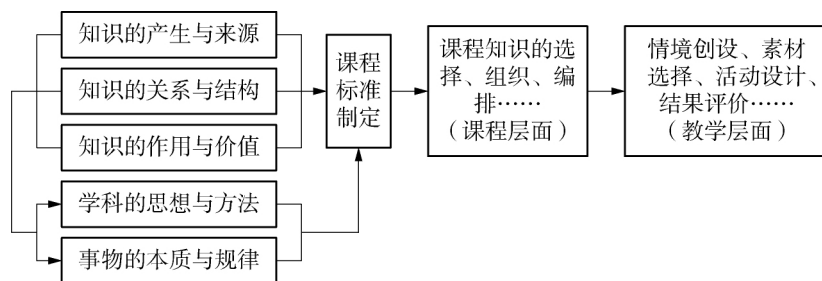 知识的产生与来源
知识的关系与结构
知识的作用与价值
学科的思想与方法
事物的本质与规律
课程
标准
制定
课程知识的选
择、组织、编
排……
（课程层面）
情境创设、素材
选择、活动设计、
结果评价……
（教学层面）